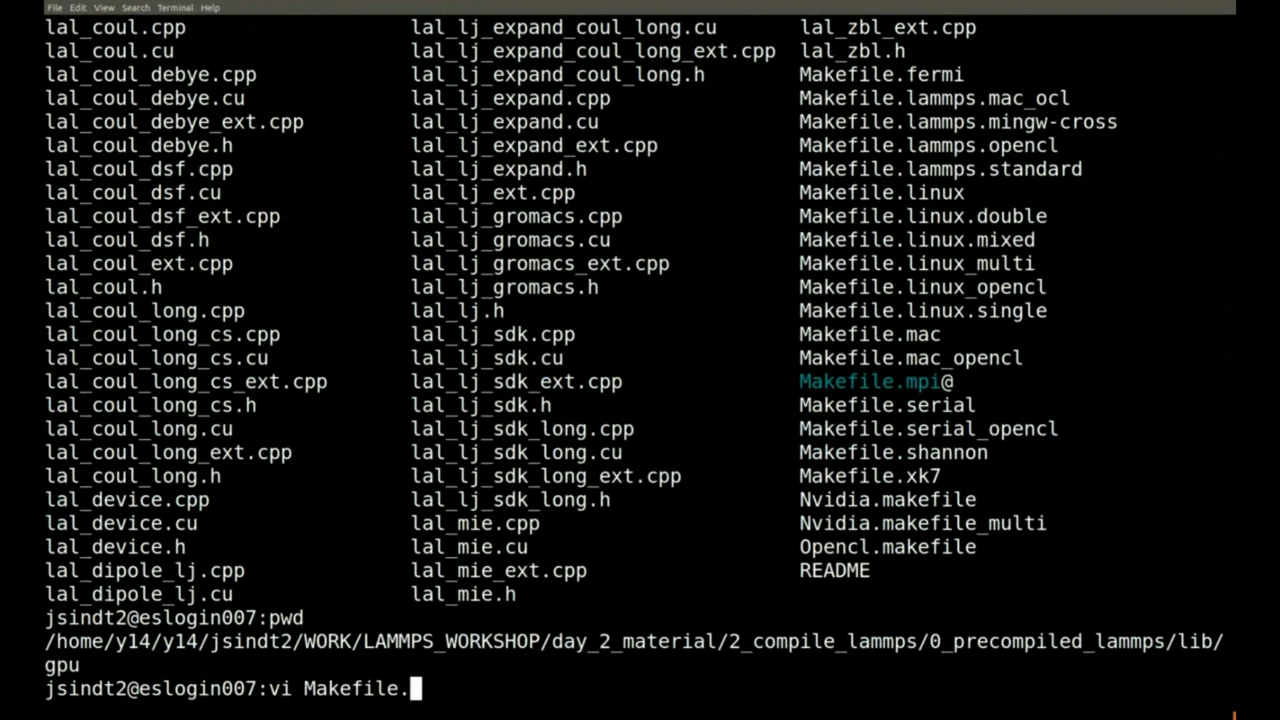 File Edit View Search Terminal Help
lal_coul.cpp lal_lj_expand_coul_long.cu lal_zbl_ext.cpp
lal_coul.cu lal_lj_expand_coul_long_ext.cpp lal_zbl.h
lal_coul_debye.cpp lal_lj_expand_coul_long.h Makefile.fermi
lal_coul_debye.cu lal_lj_expand.cpp Makefile.lammps.mac_ocl
lal_coul_debye_ext.cpp lal_lj_expand.cu Makefile.lammps.mingw-cross
lal_coul_debye.h lal_lj_expand_ext.cpp Makefile.lammps.opencl
lal_coul_dsf.cpp lal_lj_expand.h Makefile.lammps.standard
lal_coul_dsf.cu lal_lj_ext.cpp Makefile.linux
lal_coul_dsf_ext.cpp lal_lj_gromacs.cpp Makefile.linux.double
lal_coul_dsf.h lal_lj_gromacs.cu Makefile.linux.mixed
lal_coul_ext.cpp lal_lj_gromacs_ext.cpp Makefile.linux_multi
lal_coul.h lal_lj_gromacs.h Makefile.linux_opencl
lal_coul_long.cpp lal_lj.h Makefile.linux.single
lal_coul_long_cs.cpp lal_lj_sdk.cpp Makefile.mac
lal_coul_long_cs.cu lal_lj_sdk.cu Makefile.mac_opencl
lal_coul_long_cs_ext.cpp lal_lj_sdk_ext.cpp Makefile.mpi@
lal_coul_long_cs.h lal_lj_sdk.h Makefile.serial
lal_coul_long.cu lal_lj_sdk_long.cpp Makefile.serial_opencl
lal_coul_long_ext.cpp lal_lj_sdk_long.cu Makefile.shannon
lal_coul_long.h lal_lj_sdk_long_ext.cpp Makefile.xk7
lal_device.cpp lal_lj_sdk_long.h Nvidia.makefile
lal_device.cu lal_mie.cpp Nvidia.makefile_multi
lal_device.h lal_mie.cu Opencl.makefile
lal_dipole_lj.cpp lal_mie_ext.cpp README
lal_dipole_lj.cu lal_mie.h
jsindt2@eslogin007:pwd
/home/y14/y14/jsindt2/WORK/LAMMPS_WORKSHOP/day_2_material/2_compile_lammps/0_precompiled_lammps/lib/
gpu
jsindt2@eslogin007:vi Makefile.